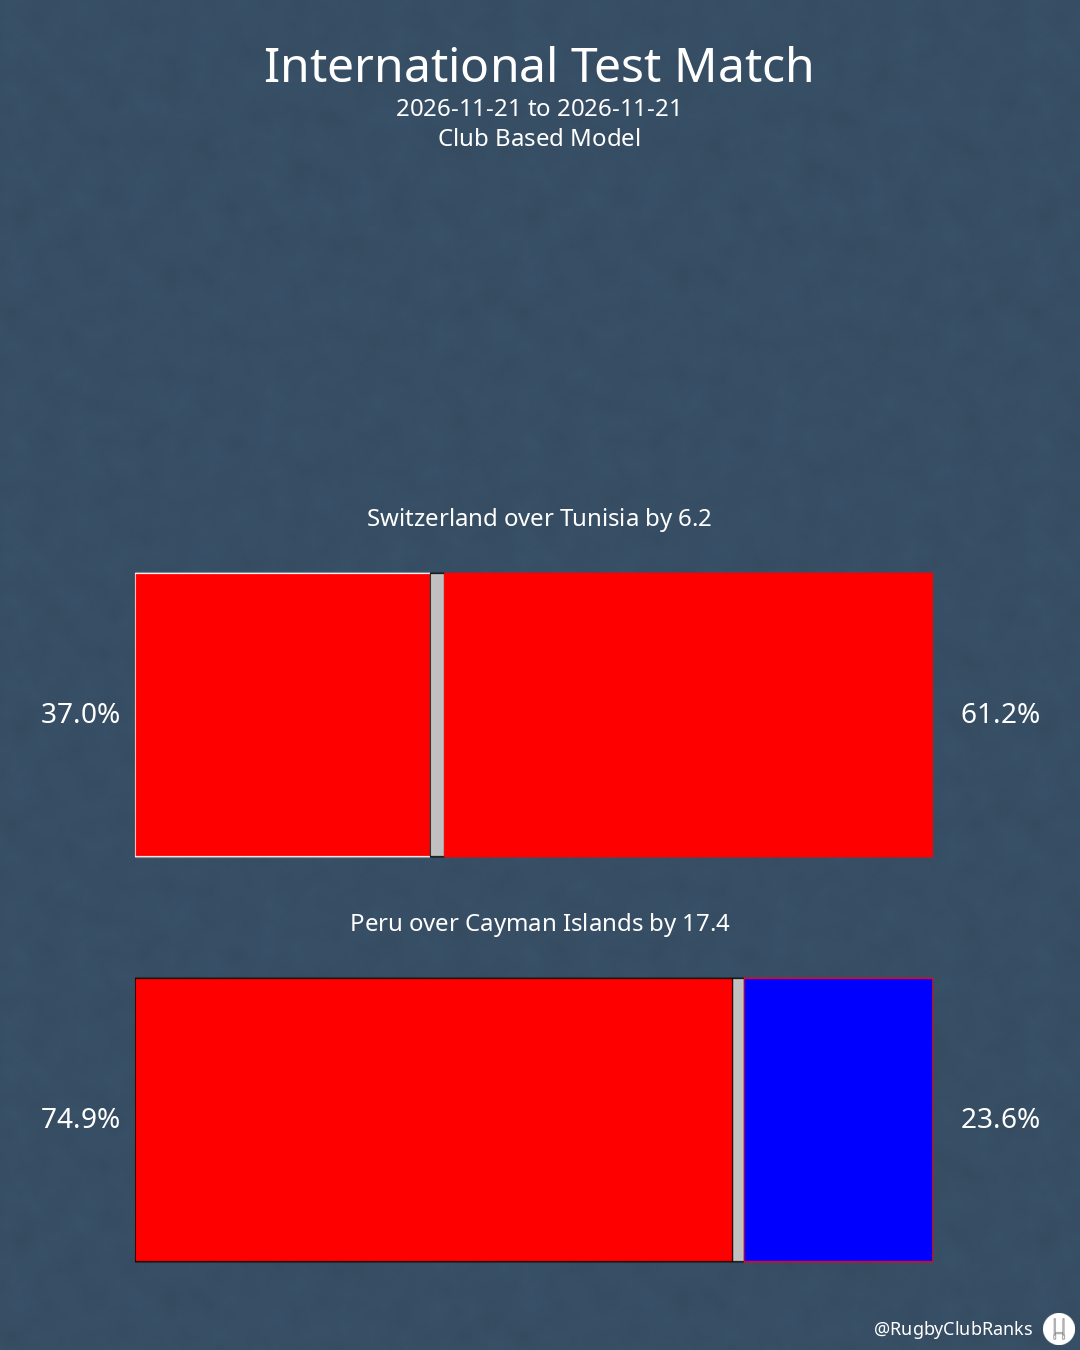 International Test Match
2026-11-21 to 2026-11-21
Club Based Model
Switzerland over Tunisia by 6.2
37.0%
61.2%
Peru over Cayman Islands by 17.4
74.9%
23.6%
@RugbyClubRanks